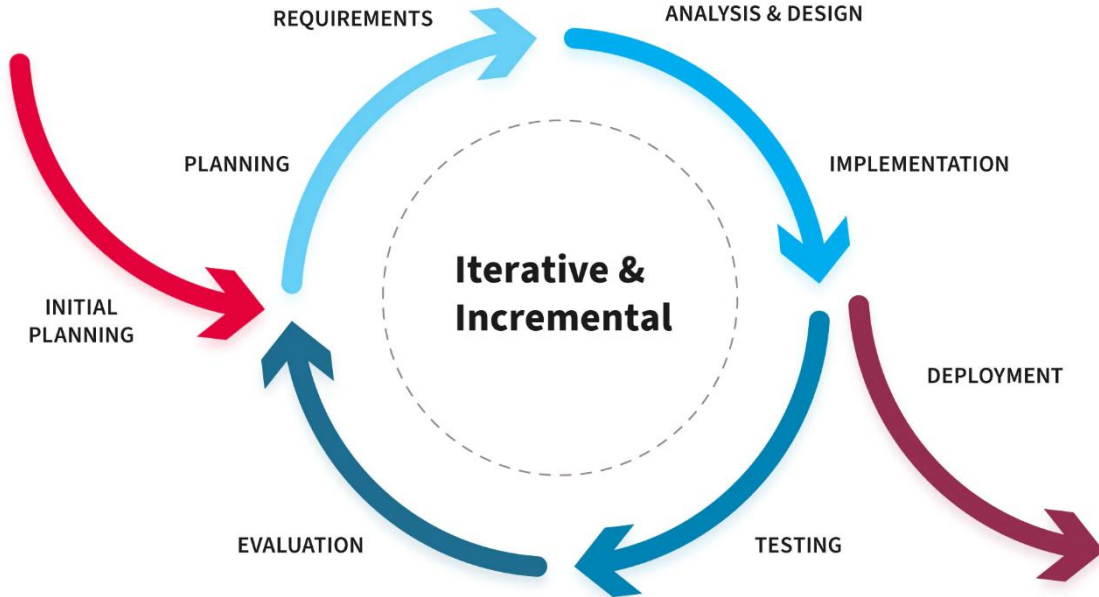 REQUIREMENTS
ANALYSIS & DESIGN
PLANNING
IMPLEMENTATION
Iterative &
Incremental
INITIAL
PLANNING
DEPLOYMENT
EVALUATION
TESTING